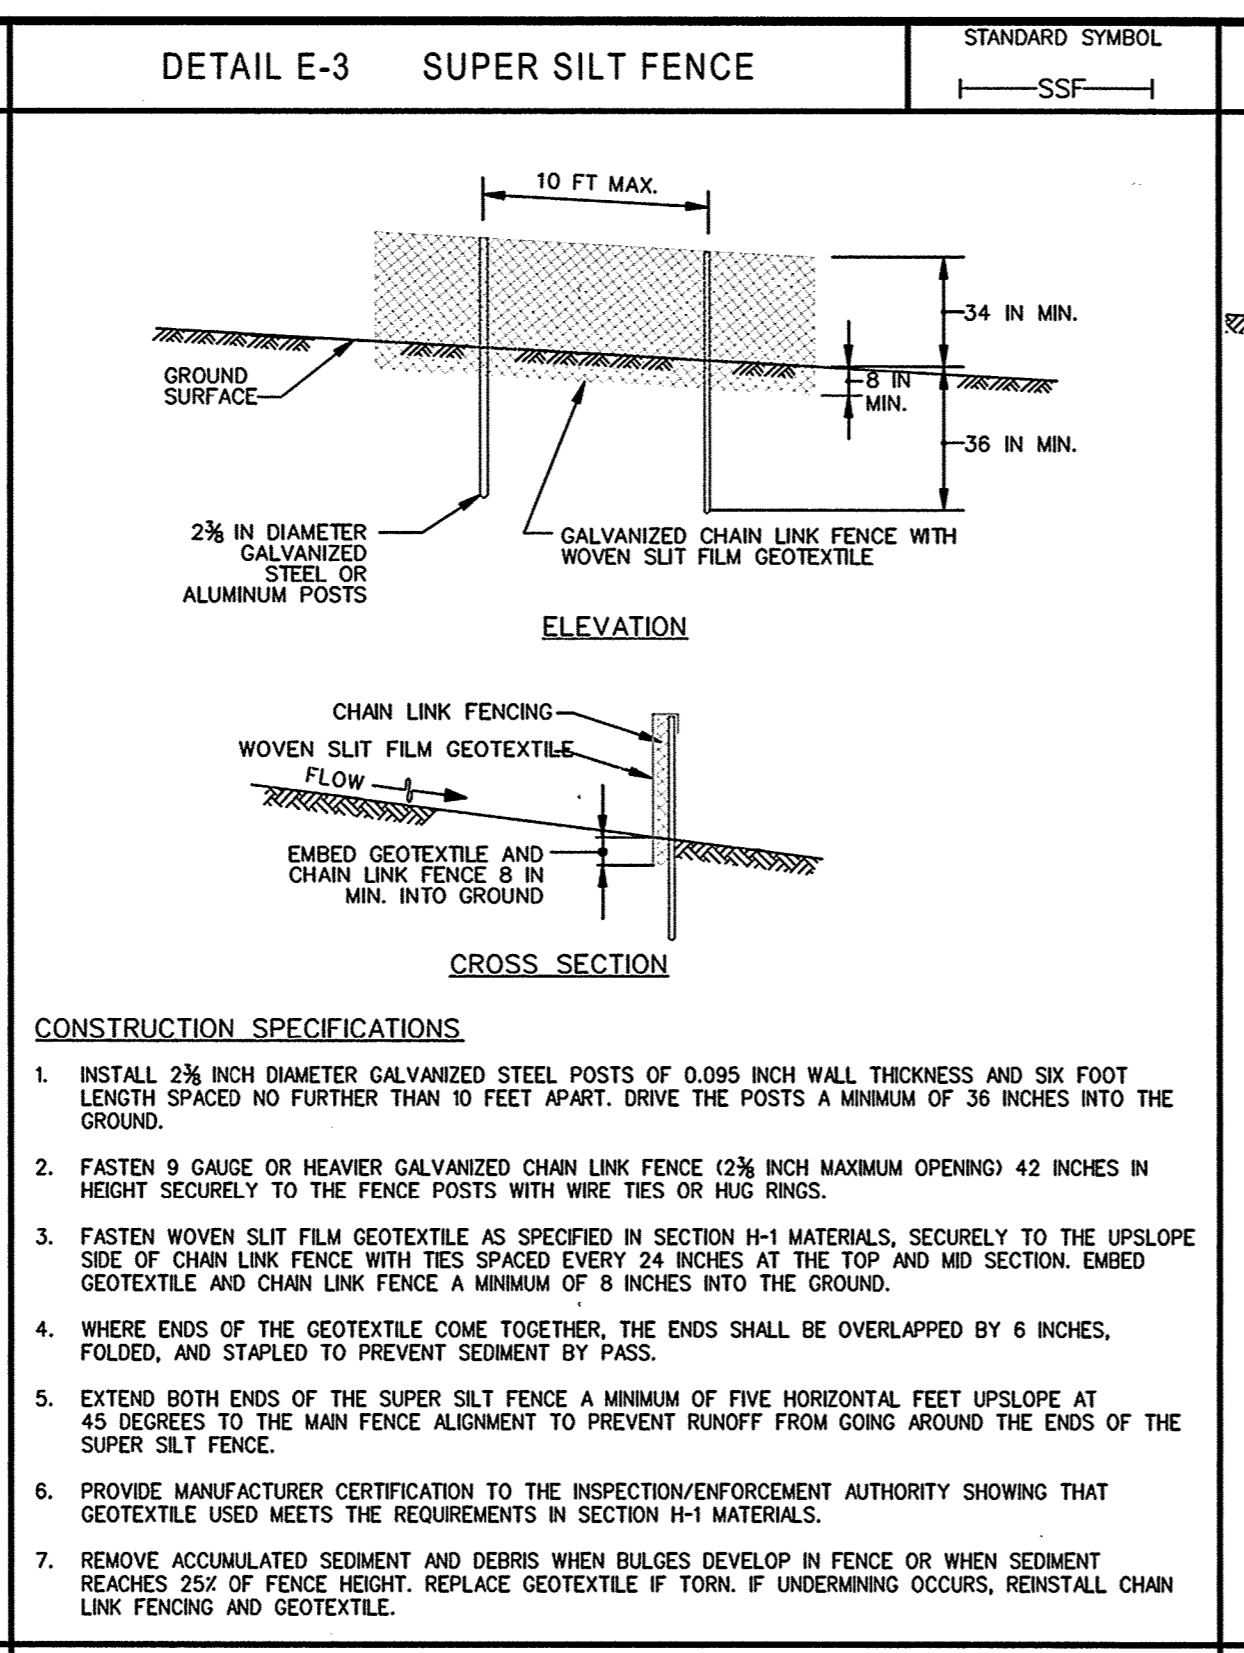 DETAIL E-3 SUPER SILT FENCE
STANDARD SYMBOL
SSF
10 FT MAX.
34 IN MIN.
GROUND
SURFACE
8 IN
MIN.
36 IN MIN.
2⅜ IN DIAMETER
GALVANIZED
STEEL OR
ALUMINUM POSTS
GALVANIZED CHAIN LINK FENCE WITH
WOVEN SLIT FILM GEOTEXTILE
ELEVATION
CHAIN LINK FENCING
WOVEN SLIT FILM GEOTEXTILE
FLOW
EMBED GEOTEXTILE AND
CHAIN LINK FENCE 8 IN
MIN. INTO GROUND
CROSS SECTION
CONSTRUCTION SPECIFICATIONS
1. INSTALL 2⅜ INCH DIAMETER GALVANIZED STEEL POSTS OF 0.095 INCH WALL THICKNESS AND SIX FOOT
LENGTH SPACED NO FURTHER THAN 10 FEET APART. DRIVE THE POSTS A MINIMUM OF 36 INCHES INTO THE
GROUND.
2. FASTEN 9 GAUGE OR HEAVIER GALVANIZED CHAIN LINK FENCE (2⅜ INCH MAXIMUM OPENING) 42 INCHES IN
HEIGHT SECURELY TO THE FENCE POSTS WITH WIRE TIES OR HUG RINGS.
3. FASTEN WOVEN SLIT FILM GEOTEXTILE AS SPECIFIED IN SECTION H-1 MATERIALS, SECURELY TO THE UPSLOPE
SIDE OF CHAIN LINK FENCE WITH TIES SPACED EVERY 24 INCHES AT THE TOP AND MID SECTION. EMBED
GEOTEXTILE AND CHAIN LINK FENCE A MINIMUM OF 8 INCHES INTO THE GROUND.
4. WHERE ENDS OF THE GEOTEXTILE COME TOGETHER, THE ENDS SHALL BE OVERLAPPED BY 6 INCHES,
FOLDED, AND STAPLED TO PREVENT SEDIMENT BY PASS.
5. EXTEND BOTH ENDS OF THE SUPER SILT FENCE A MINIMUM OF FIVE HORIZONTAL FEET UPSLOPE AT
45 DEGREES TO THE MAIN FENCE ALIGNMENT TO PREVENT RUNOFF FROM GOING AROUND THE ENDS OF THE
SUPER SILT FENCE.
6. PROVIDE MANUFACTURER CERTIFICATION TO THE INSPECTION/ENFORCEMENT AUTHORITY SHOWING THAT
GEOTEXTILE USED MEETS THE REQUIREMENTS IN SECTION H-1 MATERIALS.
7. REMOVE ACCUMULATED SEDIMENT AND DEBRIS WHEN BULGES DEVELOP IN FENCE OR WHEN SEDIMENT
REACHES 25% OF FENCE HEIGHT. REPLACE GEOTEXTILE IF TORN. IF UNDERMINING OCCURS, REINSTALL CHAIN
LINK FENCING AND GEOTEXTILE.